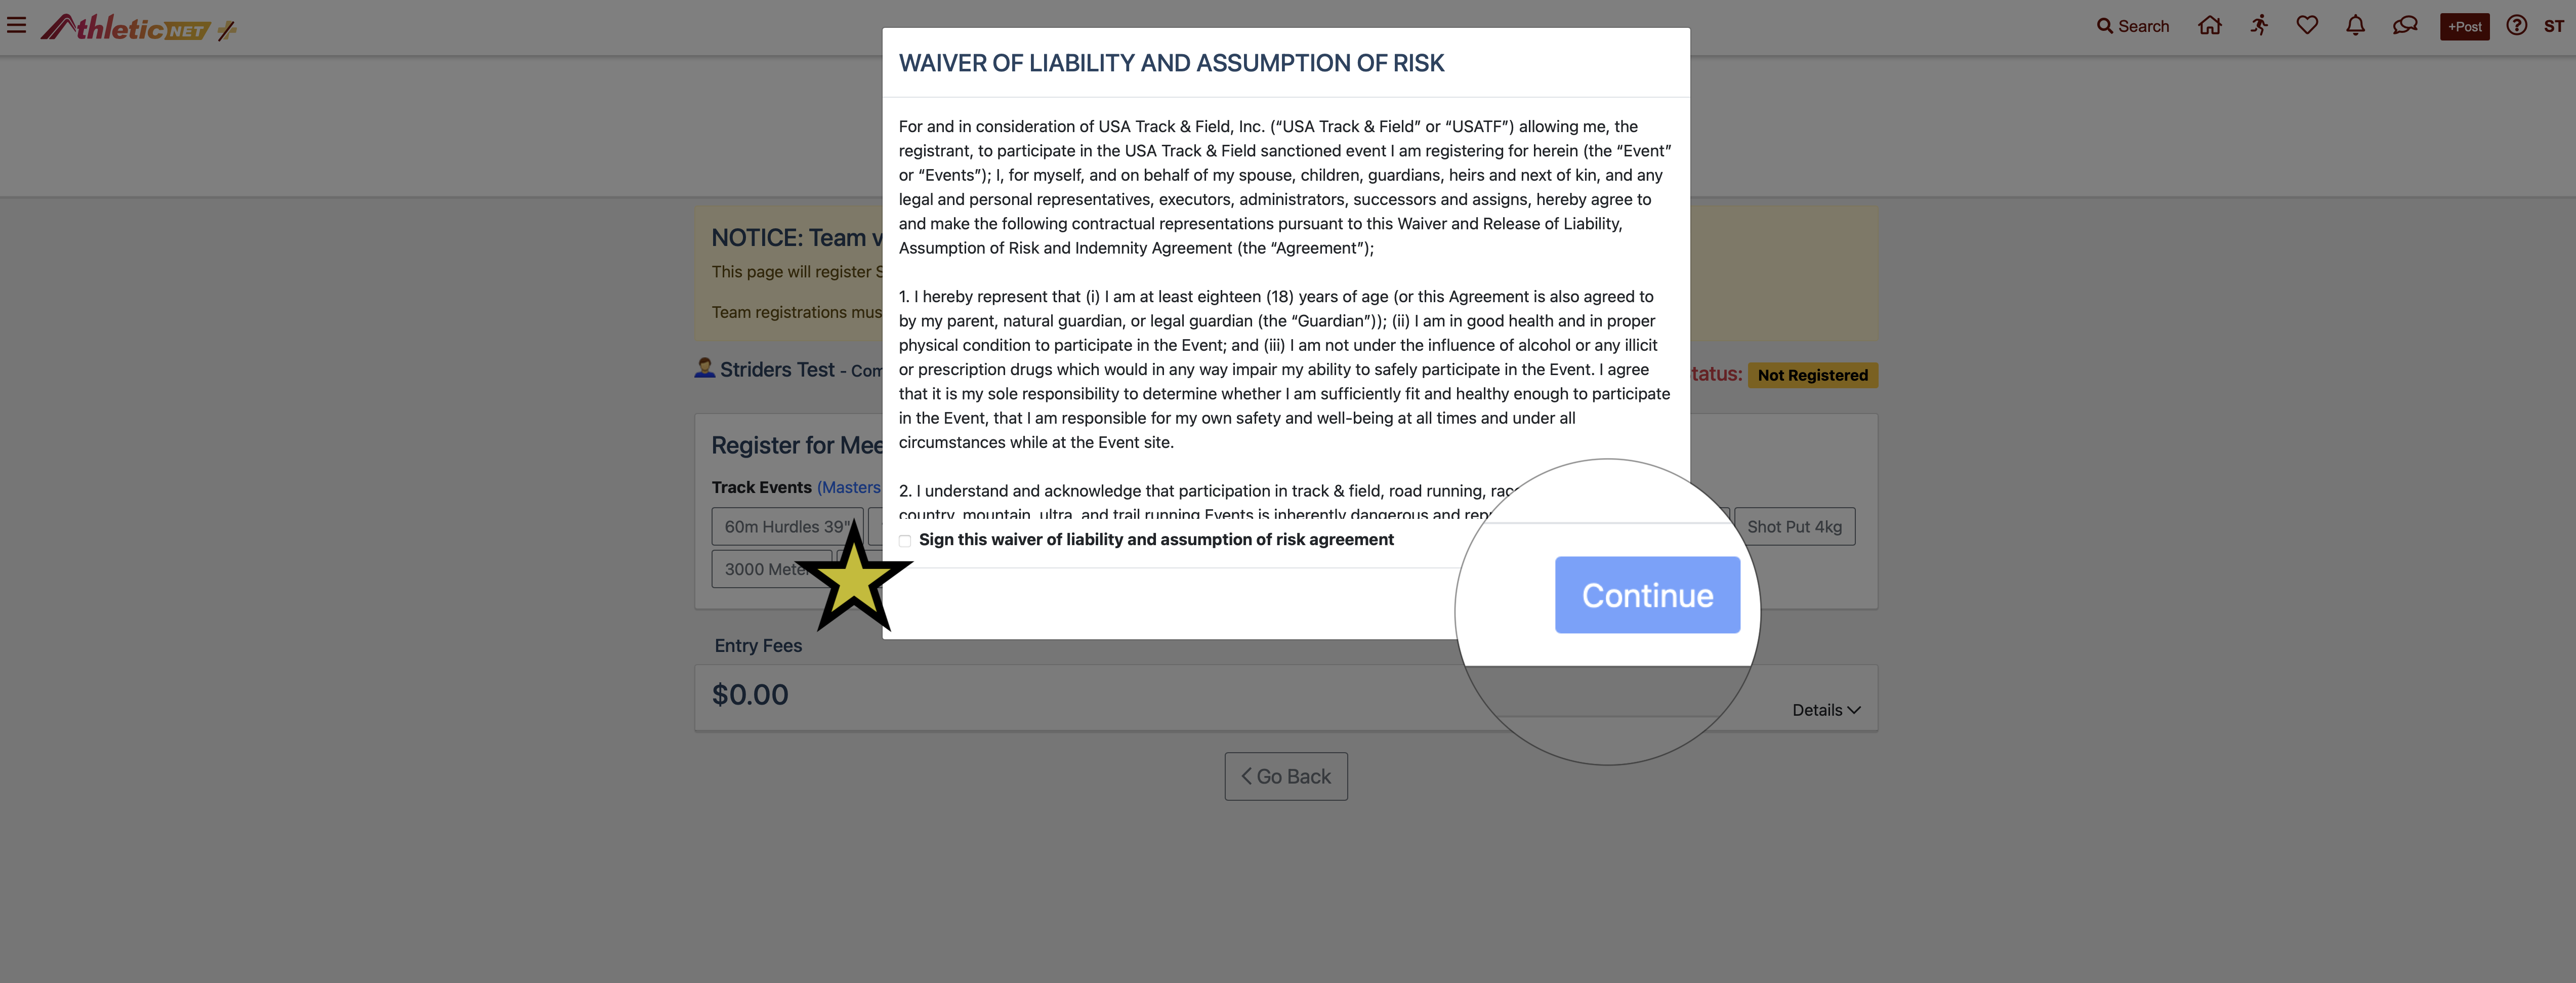 AthleticNET
Search
+Post
ST
WAIVER OF LIABILITY AND ASSUMPTION OF RISK
For and in consideration of USA Track & Field, Inc. (“USA Track & Field” or “USATF”) allowing me, the
registrant, to participate in the USA Track & Field sanctioned event I am registering for herein (the “Event”
or “Events”); I, for myself, and on behalf of my spouse, children, guardians, heirs and next of kin, and any
legal and personal representatives, executors, administrators, successors and assigns, hereby agree to
and make the following contractual representations pursuant to this Waiver and Release of Liability,
Assumption of Risk and Indemnity Agreement (the “Agreement”);
1. I hereby represent that (i) I am at least eighteen (18) years of age (or this Agreement is also agreed to
by my parent, natural guardian, or legal guardian (the “Guardian”)); (ii) I am in good health and in proper
physical condition to participate in the Event; and (iii) I am not under the influence of alcohol or any illicit
or prescription drugs which would in any way impair my ability to safely participate in the Event. I agree
that it is my sole responsibility to determine whether I am sufficiently fit and healthy enough to participate
in the Event, that I am responsible for my own safety and well-being at all times and under all
circumstances while at the Event site.
2. I understand and acknowledge that participation in track & field, road running,
country, mountain, ultra, and trail running Events is inherently dangerous and
Sign this waiver of liability and assumption of risk agreement
Continue
NOTICE: Team
This page will register
Team registrations
Striders Test -
Not Registered
Register for
Track Events (Masters
60m Hurdles 39"
Shot Put 4kg
3000
Entry Fees
$0.00
Details
Go Back